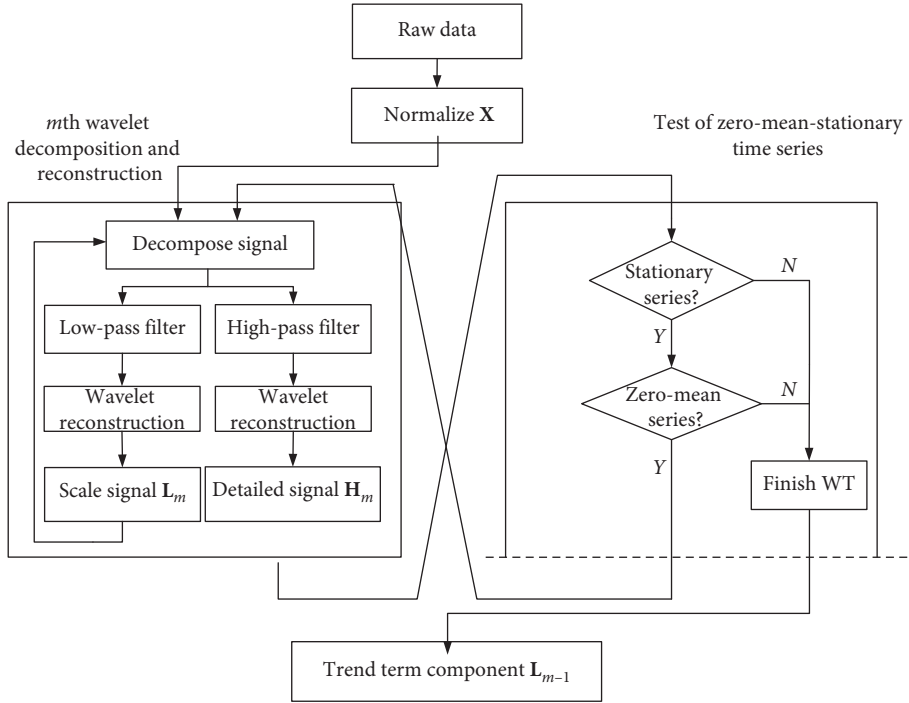 Raw data
Normalize X
mth wavelet
decomposition and
reconstruction
Test of zero-mean-stationary
time series
Decompose signal
Low-pass filter
High-pass filter
Wavelet
reconstruction
Wavelet
reconstruction
Scale signal Lm
Detailed signal Hm
Stationary
series?
N
Y
Zero-mean
series?
N
Y
Finish WT
Trend term component Lm–1